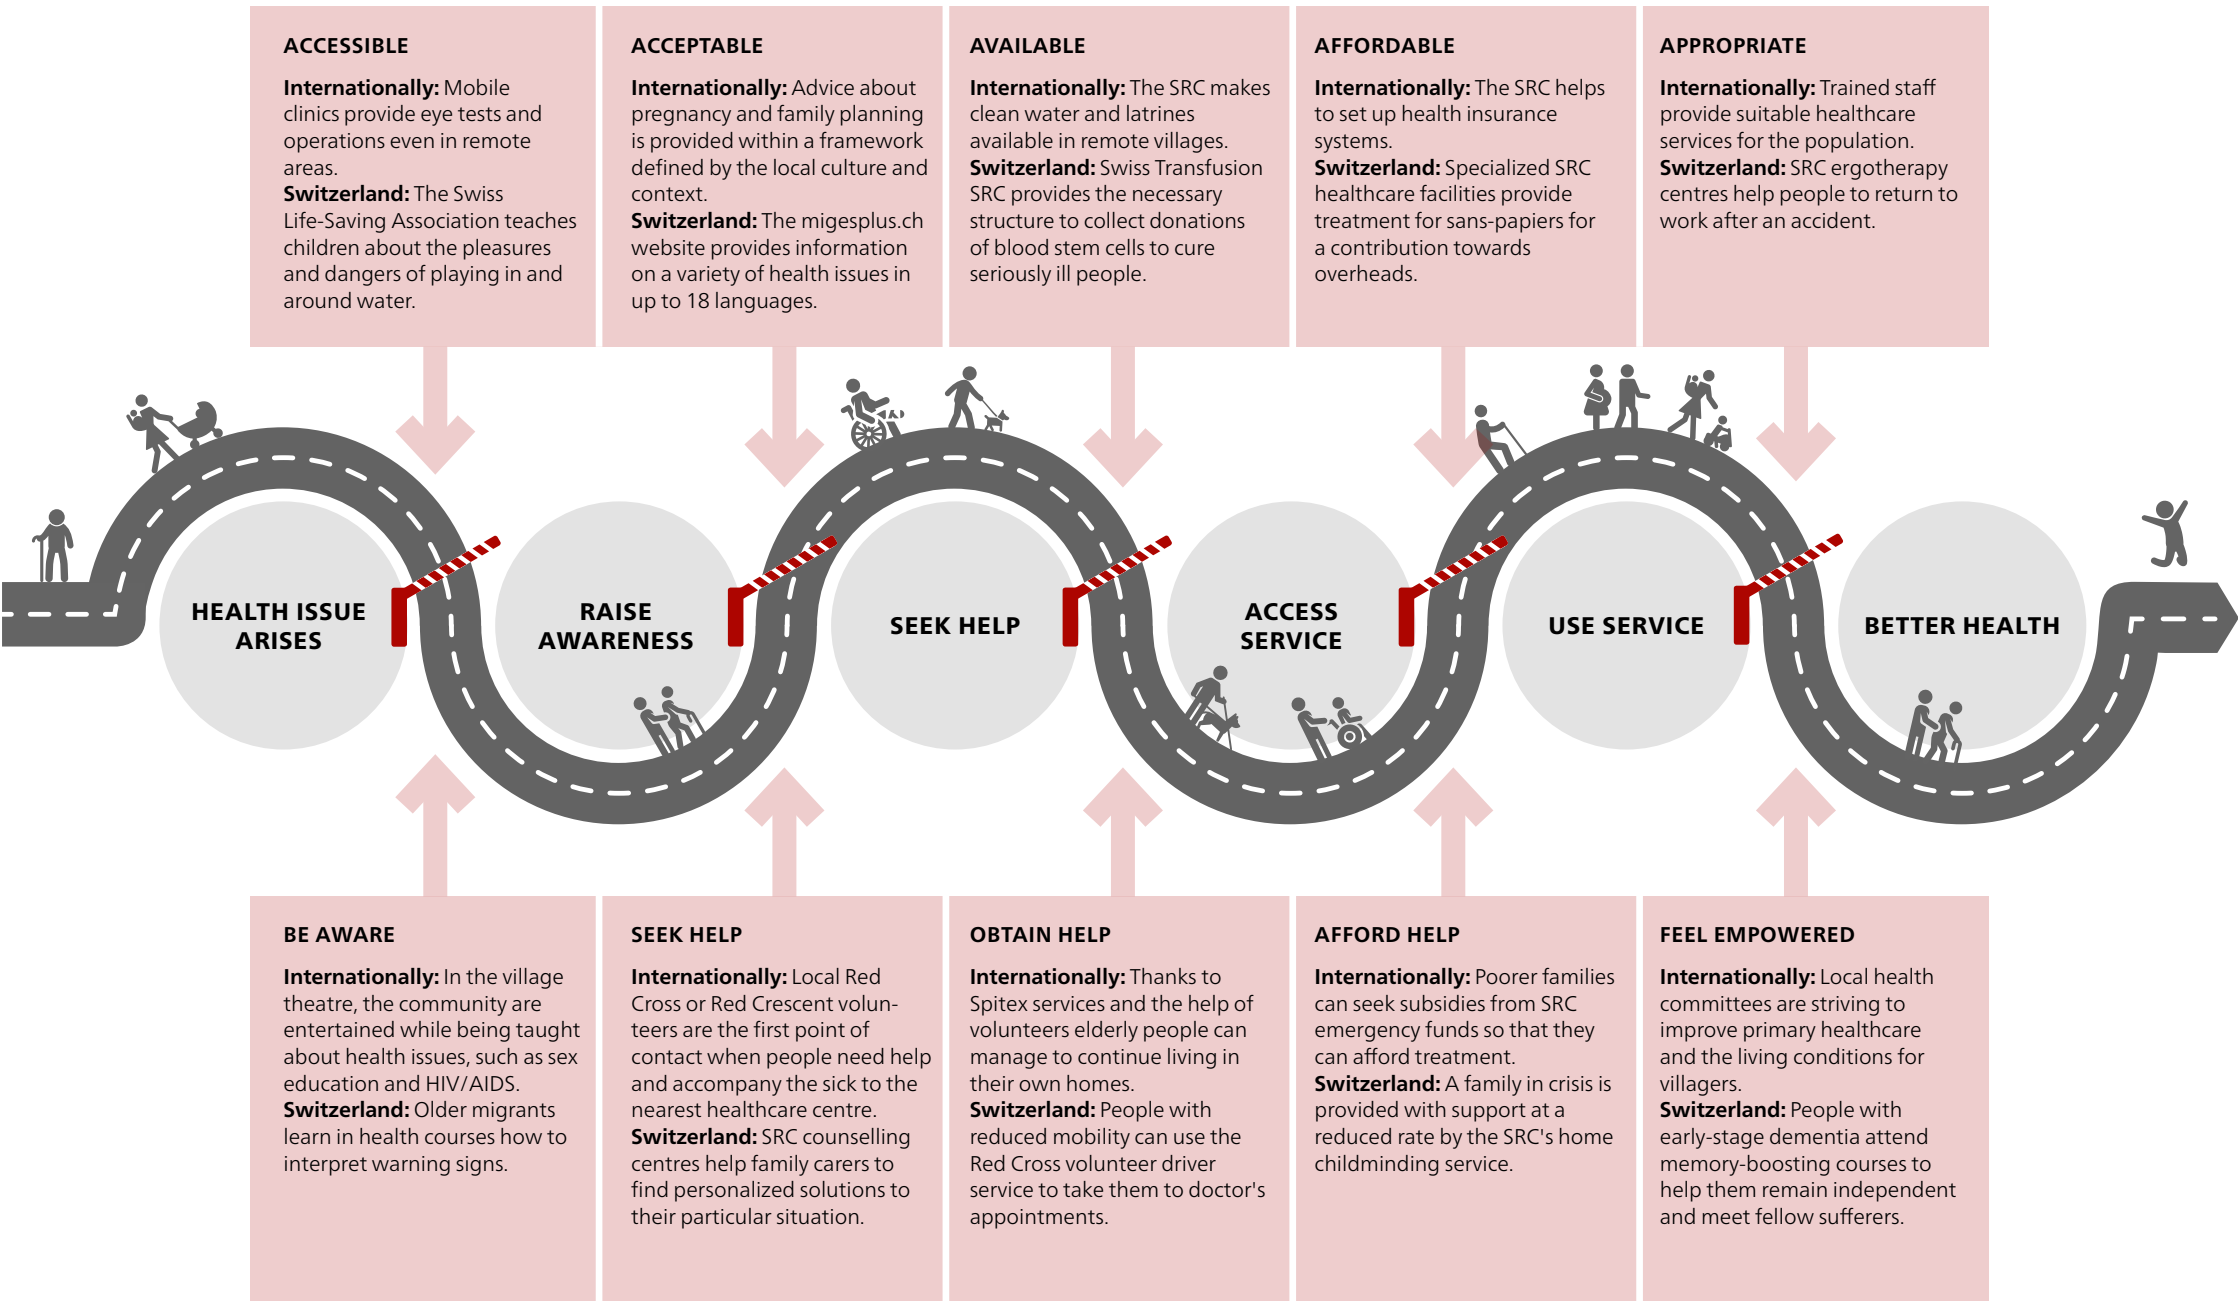 ACCESSIBLE
Internationally: Mobile
clinics provide eye tests and
operations even in remote
areas.
Switzerland: The Swiss
Life-Saving Association teaches
children about the pleasures
and dangers of playing in and
around water.
ACCEPTABLE
Internationally: Advice about
pregnancy and family planning
is provided within a framework
defined by the local culture and
context.
Switzerland: The migesplus.ch
website provides information
on a variety of health issues in
up to 18 languages.
AVAILABLE
Internationally: The SRC makes
clean water and latrines
available in remote villages.
Switzerland: Swiss Transfusion
SRC provides the necessary
structure to collect donations
of blood stem cells to cure
seriously ill people.
AFFORDABLE
Internationally: The SRC helps
to set up health insurance
systems.
Switzerland: Specialized SRC
healthcare facilities provide
treatment for sans-papiers for
a contribution towards
overheads.
APPROPRIATE
Internationally: Trained staff
provide suitable healthcare
services for the population.
Switzerland: SRC ergotherapy
centres help people to return to
work after an accident.
HEALTH ISSUE
ARISES
RAISE
AWARENESS
SEEK HELP
ACCESS
SERVICE
USE SERVICE
BETTER HEALTH
BE AWARE
Internationally: In the village
theatre, the community are
entertained while being taught
about health issues, such as sex
education and HIV/AIDS.
Switzerland: Older migrants
learn in health courses how to
interpret warning signs.
SEEK HELP
Internationally: Local Red
Cross or Red Crescent volun-
teers are the first point of
contact when people need help
and accompany the sick to the
nearest healthcare centre.
Switzerland: SRC counselling
centres help family carers to
find personalized solutions to
their particular situation.
OBTAIN HELP
Internationally: Thanks to
Spitex services and the help of
volunteers elderly people can
manage to continue living in
their own homes.
Switzerland: People with
reduced mobility can use the
Red Cross volunteer driver
service to take them to doctor's
appointments.
AFFORD HELP
Internationally: Poorer families
can seek subsidies from SRC
emergency funds so that they
can afford treatment.
Switzerland: A family in crisis is
provided with support at a
reduced rate by the SRC's home
childminding service.
FEEL EMPOWERED
Internationally: Local health
committees are striving to
improve primary healthcare
and the living conditions for
villagers.
Switzerland: People with
early-stage dementia attend
memory-boosting courses to
help them remain independent
and meet fellow sufferers.